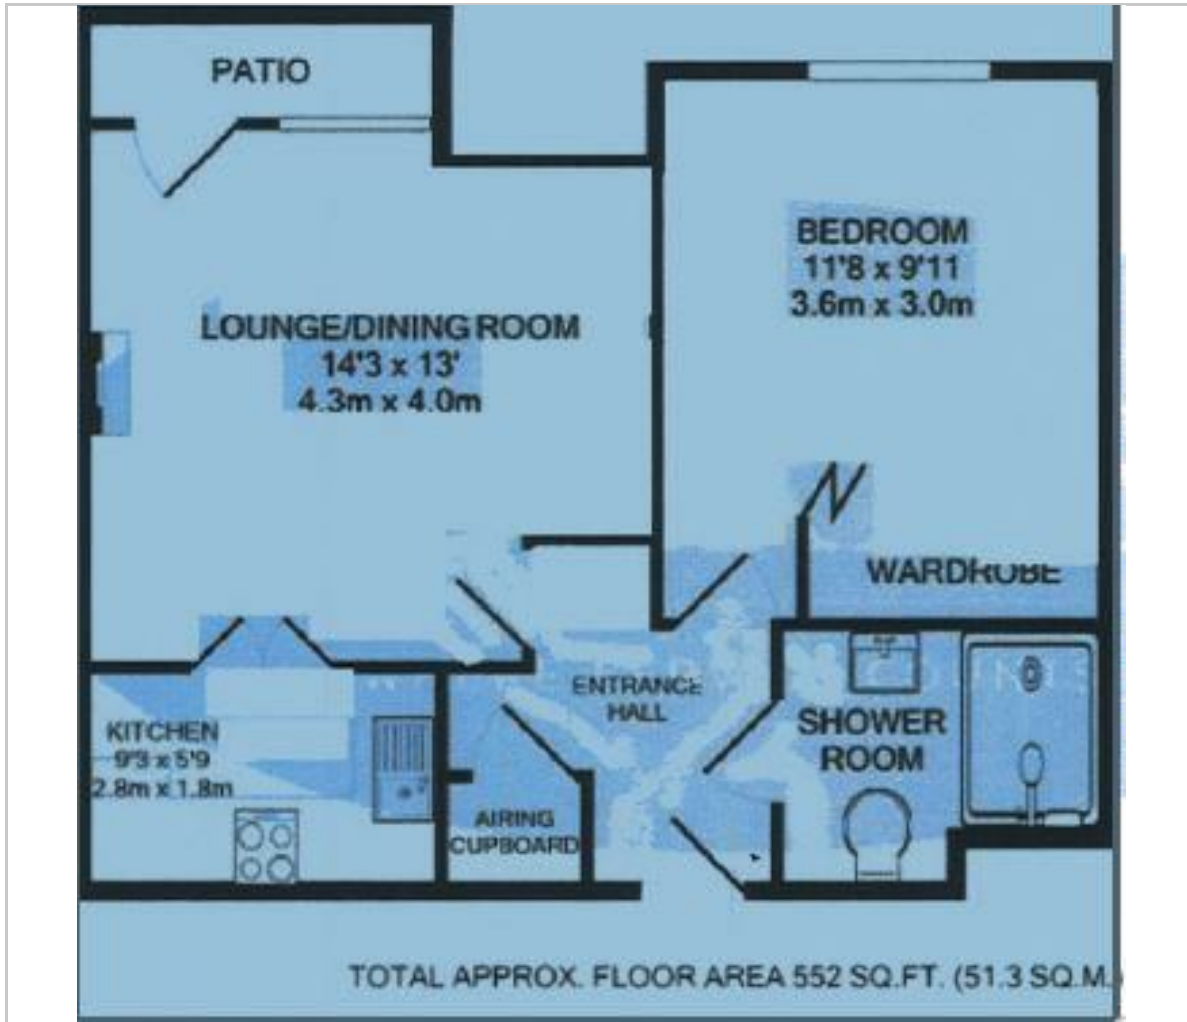 PATIO
BEDROOM
11'8 x 9'11
3.6m x 3.0m
LOUNGE/DINING ROOM
14'3 x 13'
4.3m x 4.0m
WARDROBE
ENTRANCE
HALL
KITCHEN
9'3 x 5'9
2.8m x 1.8m
SHOWER
ROOM
AIRING
CUPBOARD
TOTAL APPROX. FLOOR AREA 552 SQ.FT. (51.3 SQ.M.)